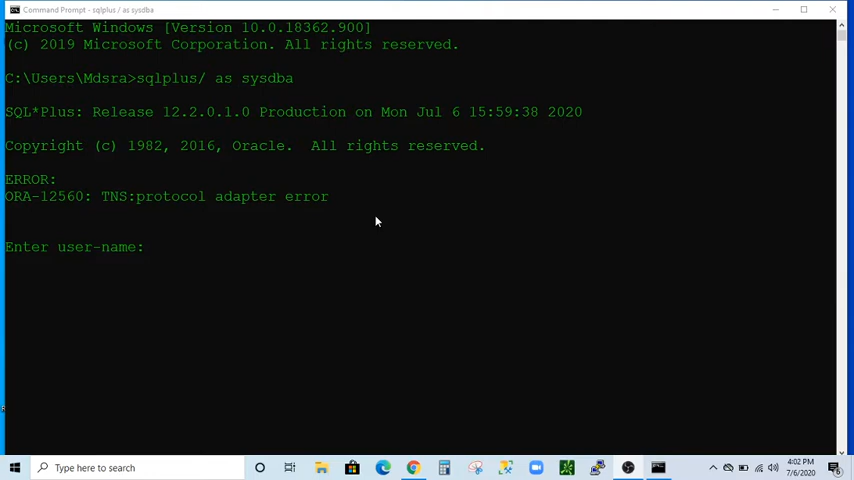 Command Prompt - sqlplus / as sysdba
Microsoft Windows [Version 10.0.18362.900]
(c) 2019 Microsoft Corporation. All rights reserved.
C:\Users\Mdsra>sqlplus/ as sysdba
SQL*Plus: Release 12.2.0.1.0 Production on Mon Jul 6 15:59:38 2020
Copyright (c) 1982, 2016, Oracle.  All rights reserved.
ERROR:
ORA-12560: TNS:protocol adapter error
Enter user-name:
Type here to search
4:02 PM
7/6/2020